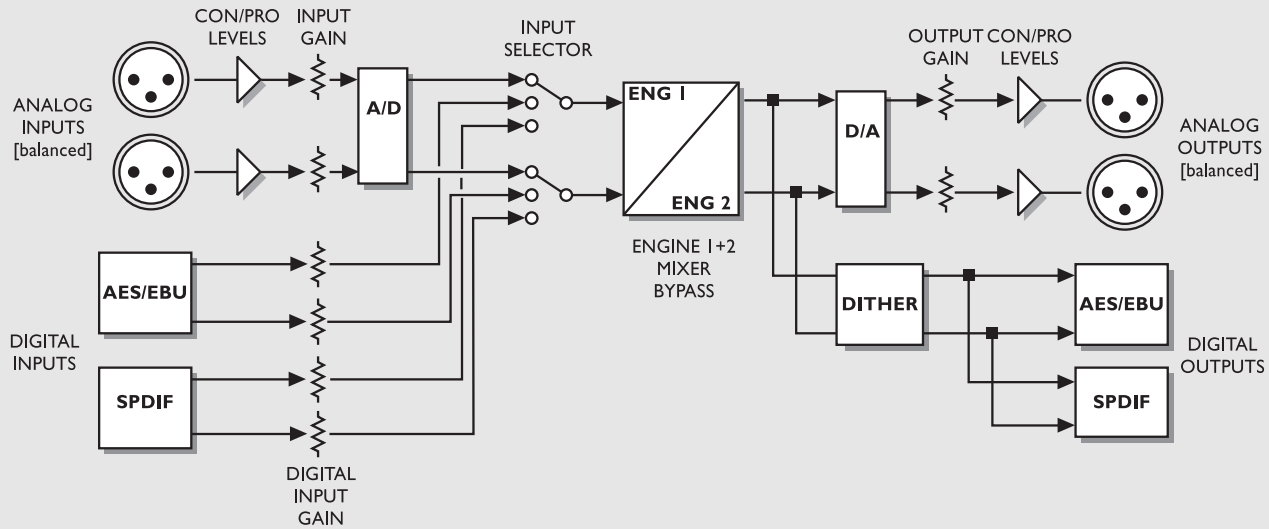 CON/PRO
LEVELS
INPUT
GAIN
INPUT
SELECTOR
OUTPUT
GAIN
CON/PRO
LEVELS
ANALOG
INPUTS
[balanced]
A/D
ENG 1
ENG 2
D/A
ANALOG
OUTPUTS
[balanced]
ENGINE 1+2
MIXER
BYPASS
AES/EBU
DITHER
AES/EBU
DIGITAL
INPUTS
DIGITAL
OUTPUTS
SPDIF
SPDIF
DIGITAL
INPUT
GAIN